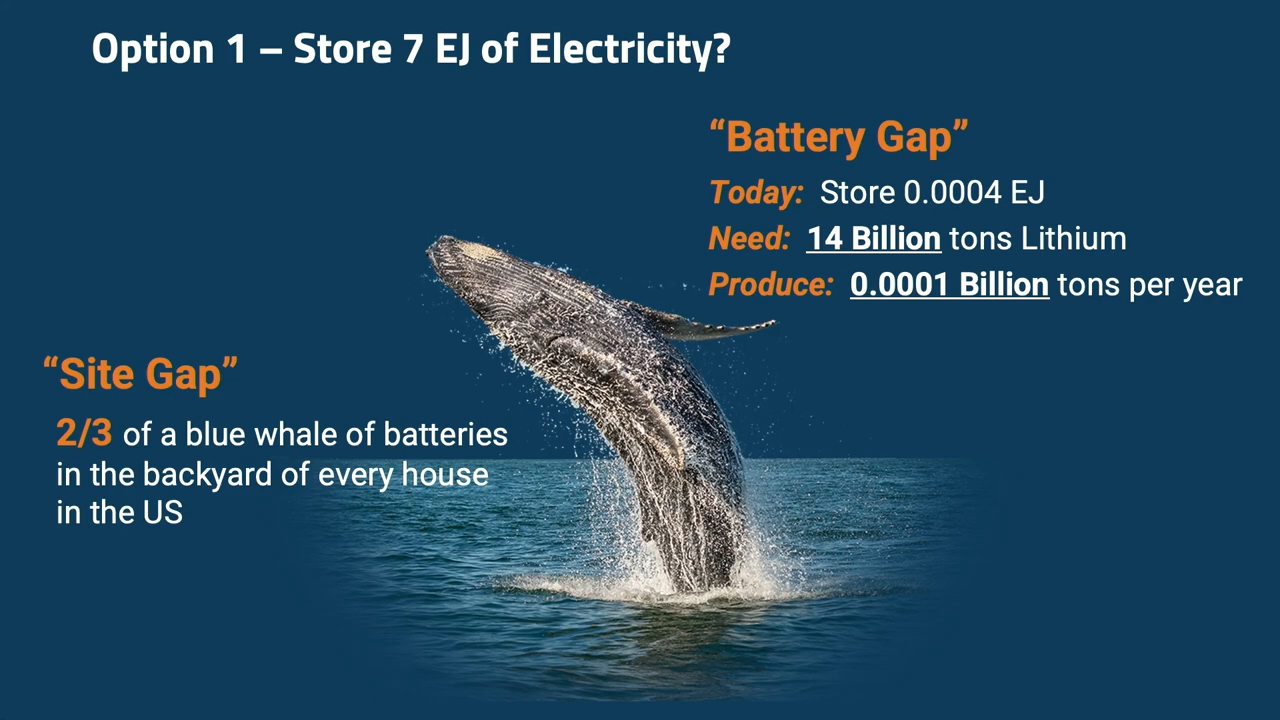 Option 1 – Store 7 EJ of Electricity?
“Battery Gap”
Today: Store 0.0004 EJ
Need: 14 Billion tons Lithium
Produce: 0.0001 Billion tons per year
“Site Gap”
2/3 of a blue whale of batteries
in the backyard of every house
in the US